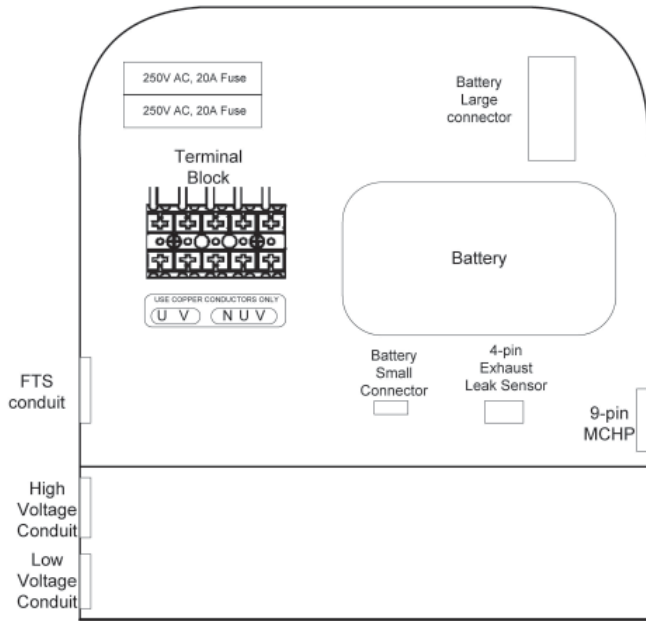 250V AC, 20A Fuse
250V AC, 20A Fuse
Battery
Large
connector
Terminal
Block
Battery
USE COPPER CONDUCTORS ONLY
U V N U V
Battery
Small
Connector
4-pin
Exhaust
Leak Sensor
FTS
conduit
9-pin
MCHP
High
Voltage
Conduit
Low
Voltage
Conduit